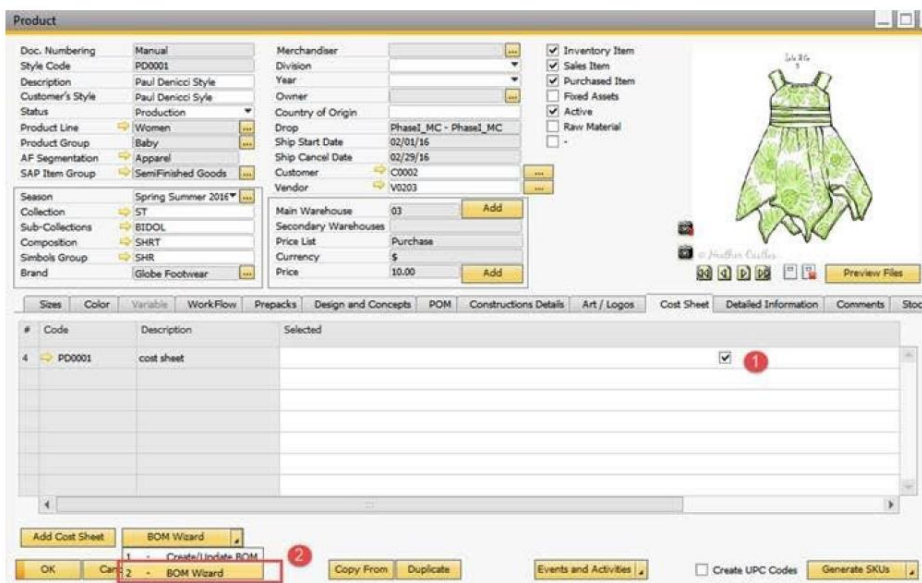 Product
Doc. Numbering Manual
Style Code PD0001
Description Paul Denicci Style
Customer's Style Paul Denicci Syle
Status Production
Product Line Women
Product Group Baby
AF Segmentation Apparel
SAP Item Group SemiFinished Goods
Season Spring Summer 2016
Collection ST
Sub-Collections BIDOL
Composition SHRT
Simbols Group SHR
Brand Globe Footwear
Merchandiser
Division
Year
Owner
Country of Origin
Drop PhaseI_MC - PhaseI_MC
Ship Start Date 02/01/16
Ship Cancel Date 02/29/16
Customer C0002
Vendor V0203
Main Warehouse 03 Add
Secondary Warehouses
Price List Purchase
Currency $
Price 10.00 Add
Inventory Item
Sales Item
Purchased Item
Fixed Assets
Active
Raw Material
-
© Heather Castles
Preview Files
Sizes Color Variable WorkFlow Prepacks Design and Concepts POM Constructions Details Art / Logos Cost Sheet Detailed Information Comments Stoc
# Code Description Selected
4 PD0001 cost sheet 1
Add Cost Sheet BOM Wizard
1 - Create/Update BOM 2
2 - BOM Wizard
OK Can Copy From Duplicate Events and Activities Create UPC Codes Generate SKUs